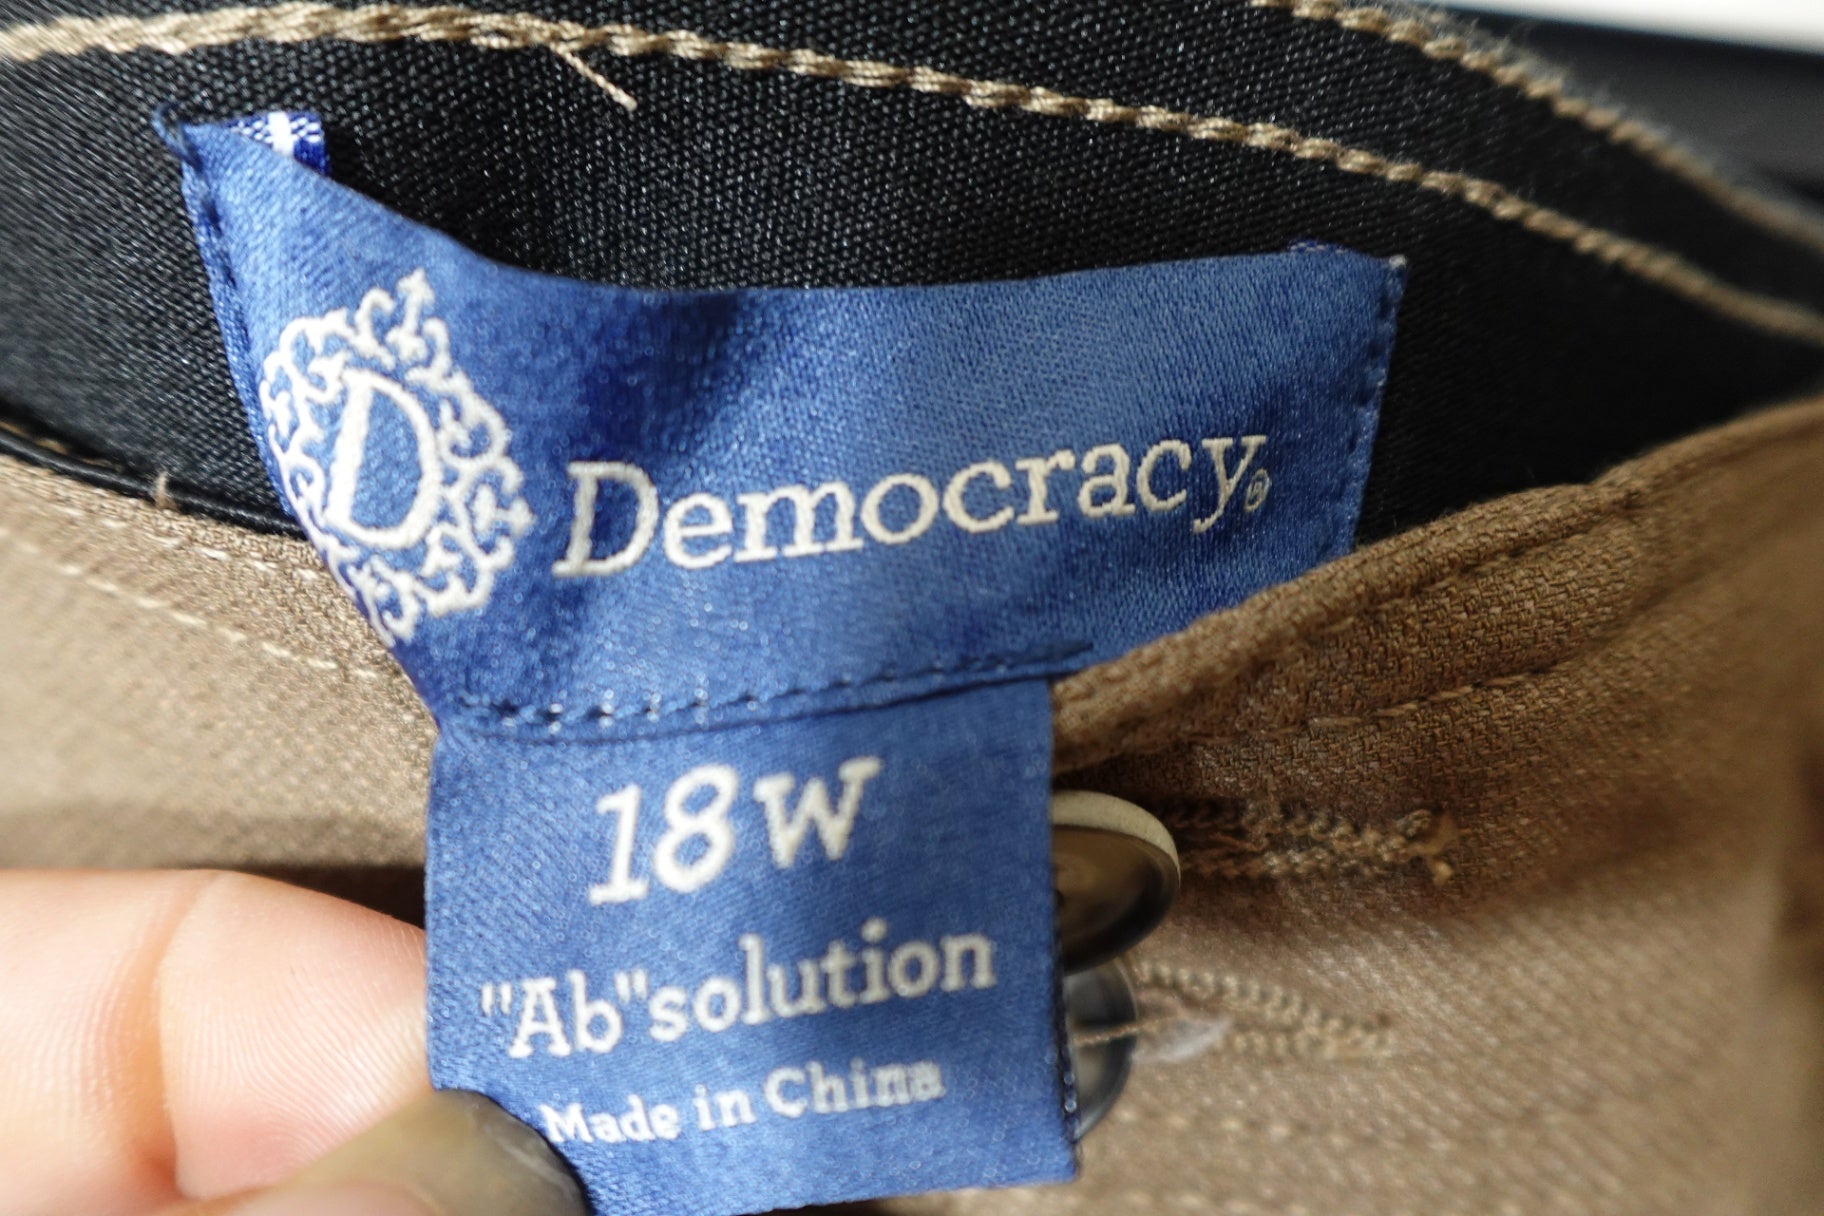 D
Democracy®
18W
"Ab"solution
Made in China